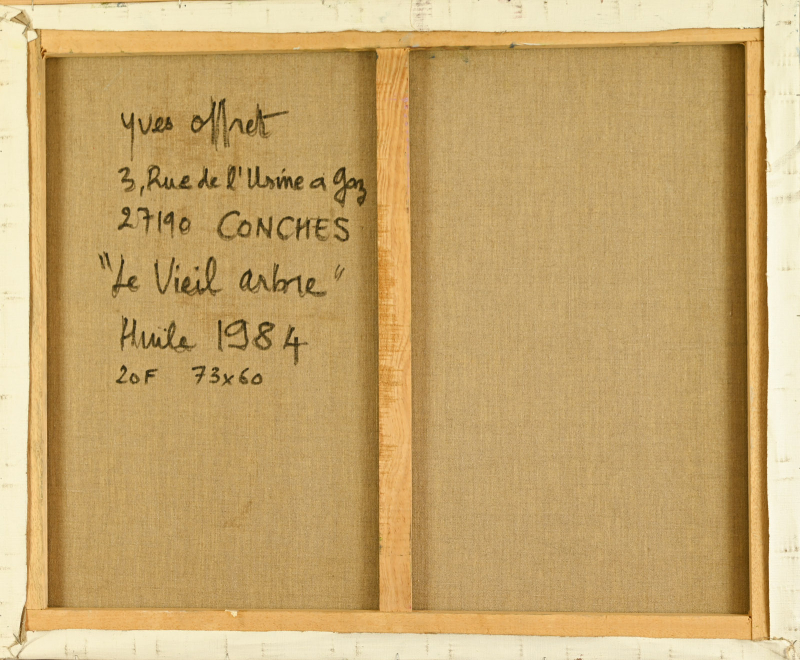 Yves Offret
3, Rue de l'Usine a Gaz
27190 CONCHES
"Le Vieil arbre"
Huile 1984
20F 73x60